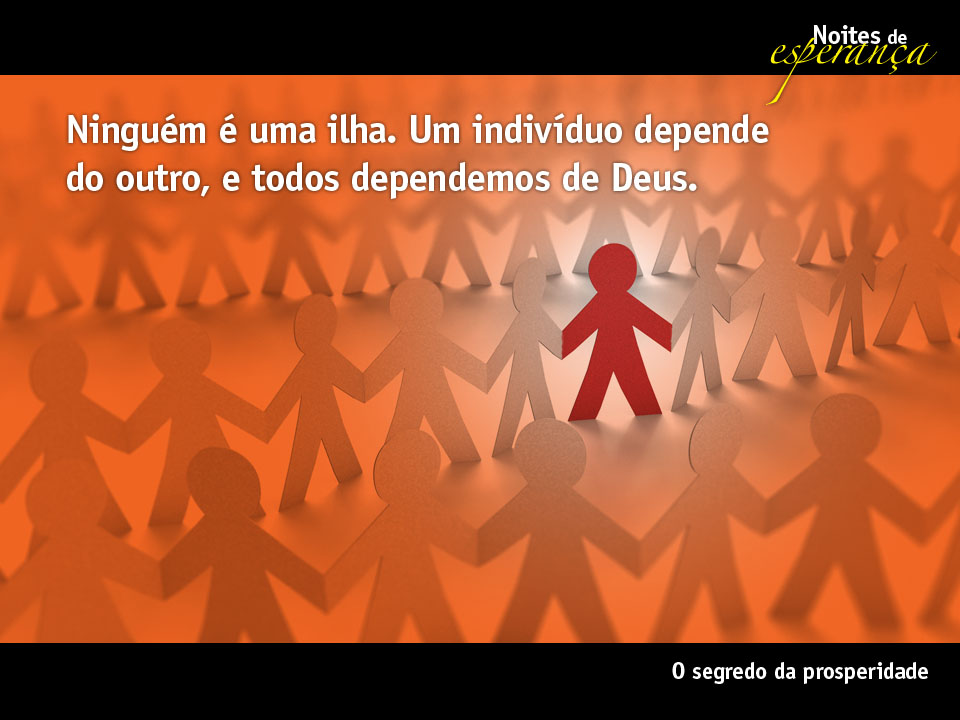 Noites de
esperança
Ninguém é uma ilha. Um indivíduo depende
do outro, e todos dependemos de Deus.
O segredo da prosperidade